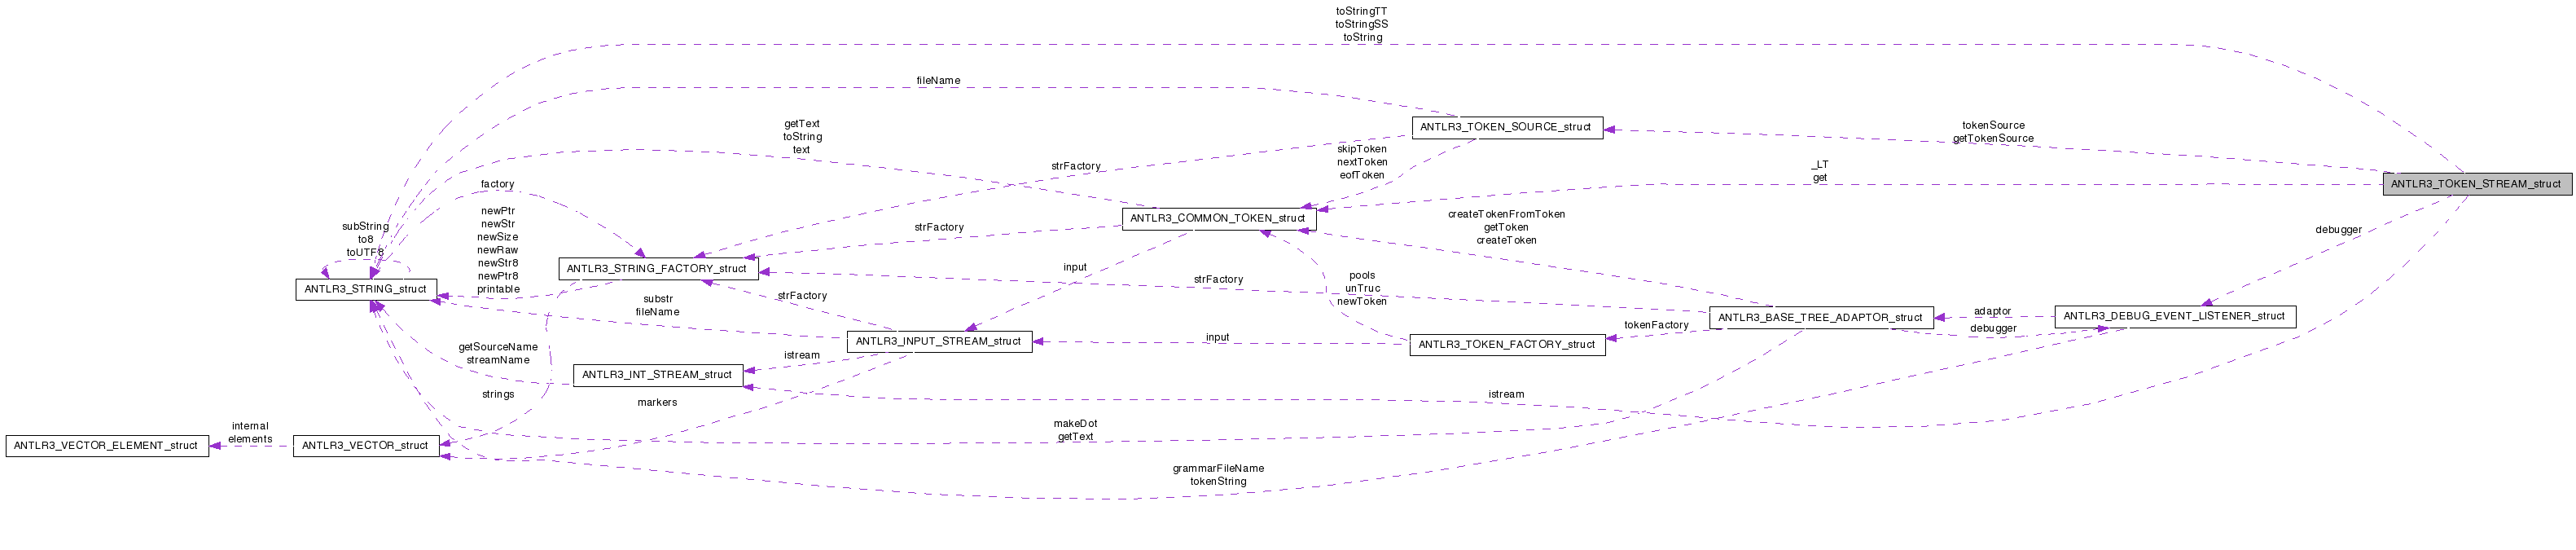 toStringTT
toStringSS
toString
fileName
ANTLR3_TOKEN_SOURCE_struct
tokenSource
getTokenSource
getText
toString
text
skipToken
nextToken
eofToken
strFactory
_LT
get
factory
ANTLR3_TOKEN_STREAM_struct
newPtr
newStr
newSize
newRaw
newStr8
newPtr8
printable
subString
to8
toUTF8
ANTLR3_COMMON_TOKEN_struct
strFactory
createTokenFromToken
getToken
createToken
debugger
ANTLR3_STRING_FACTORY_struct
input
ANTLR3_STRING_struct
strFactory
substr
fileName
strFactory
pools
unTruc
newToken
ANTLR3_BASE_TREE_ADAPTOR_struct
adaptor
debugger
ANTLR3_DEBUG_EVENT_LISTENER_struct
tokenFactory
ANTLR3_INPUT_STREAM_struct
input
ANTLR3_TOKEN_FACTORY_struct
getSourceName
streamName
istream
ANTLR3_INT_STREAM_struct
strings
markers
istream
ANTLR3_VECTOR_ELEMENT_struct
internal
elements
ANTLR3_VECTOR_struct
makeDot
getText
grammarFileName
tokenString